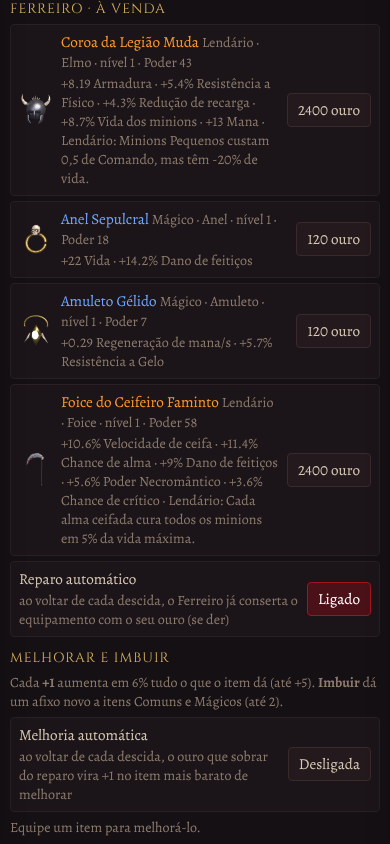 FERREIRO · À VENDA
Coroa da Legião Muda Lendário ·
Elmo · nível 1 · Poder 43
+8.19 Armadura · +5.4% Resistência a
Físico · +4.3% Redução de recarga ·
+8.7% Vida dos minions · +13 Mana ·
Lendário: Minions Pequenos custam
0,5 de Comando, mas têm -20% de
vida.
2400 ouro
Anel Sepulcral Mágico · Anel · nível 1 ·
Poder 18
+22 Vida · +14.2% Dano de feitiços
120 ouro
Amuleto Gélido Mágico · Amuleto ·
nível 1 · Poder 7
+0.29 Regeneração de mana/s · +5.7%
Resistência a Gelo
120 ouro
Foice do Ceifeiro Faminto Lendário
· Foice · nível 1 · Poder 58
+10.6% Velocidade de ceifa · +11.4%
Chance de alma · +9% Dano de feitiços
· +5.6% Poder Necromântico · +3.6%
Chance de crítico · Lendário: Cada
alma ceifada cura todos os minions
em 5% da vida máxima.
2400 ouro
Reparo automático
ao voltar de cada descida, o Ferreiro já conserta o
equipamento com o seu ouro (se der)
Ligado
MELHORAR E IMBUIR
Cada +1 aumenta em 6% tudo o que o item dá (até +5). Imbuir dá
um afixo novo a itens Comuns e Mágicos (até 2).
Melhoria automática
ao voltar de cada descida, o ouro que sobrar
do reparo vira +1 no item mais barato de
melhorar
Desligada
Equipe um item para melhorá-lo.